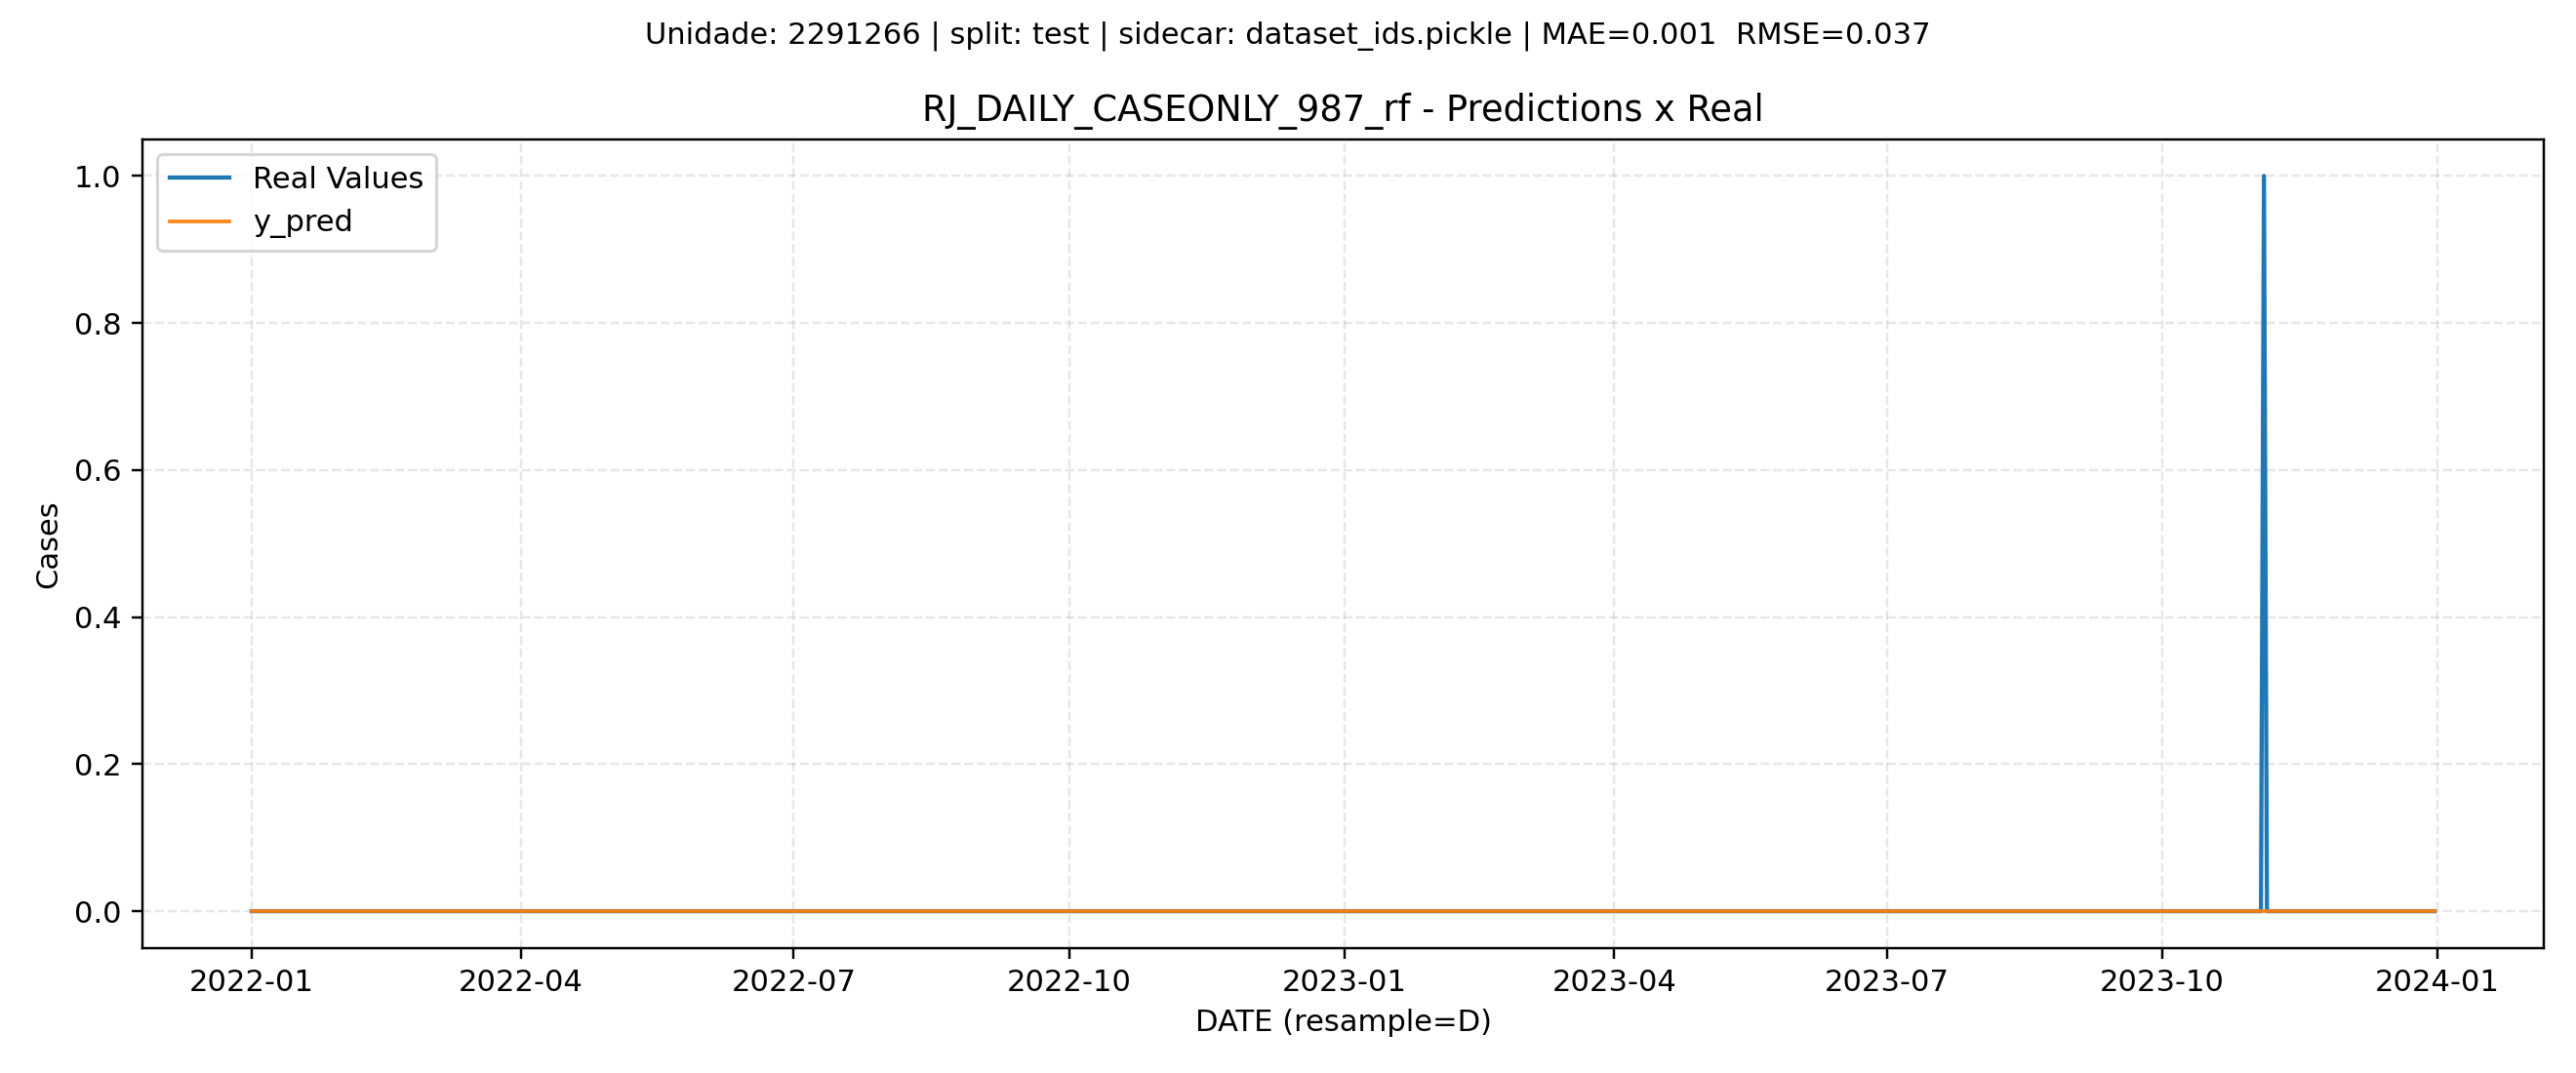 Unidade: 2291266 | split: test | sidecar: dataset_ids.pickle | MAE=0.001  RMSE=0.037
RJ_DAILY_CASEONLY_987_rf - Predictions x Real
Real Values
y_pred
1.0
0.8
0.6
0.4
0.2
0.0
Cases
2022-01 2022-04 2022-07 2022-10 2023-01 2023-04 2023-07 2023-10 2024-01
DATE (resample=D)